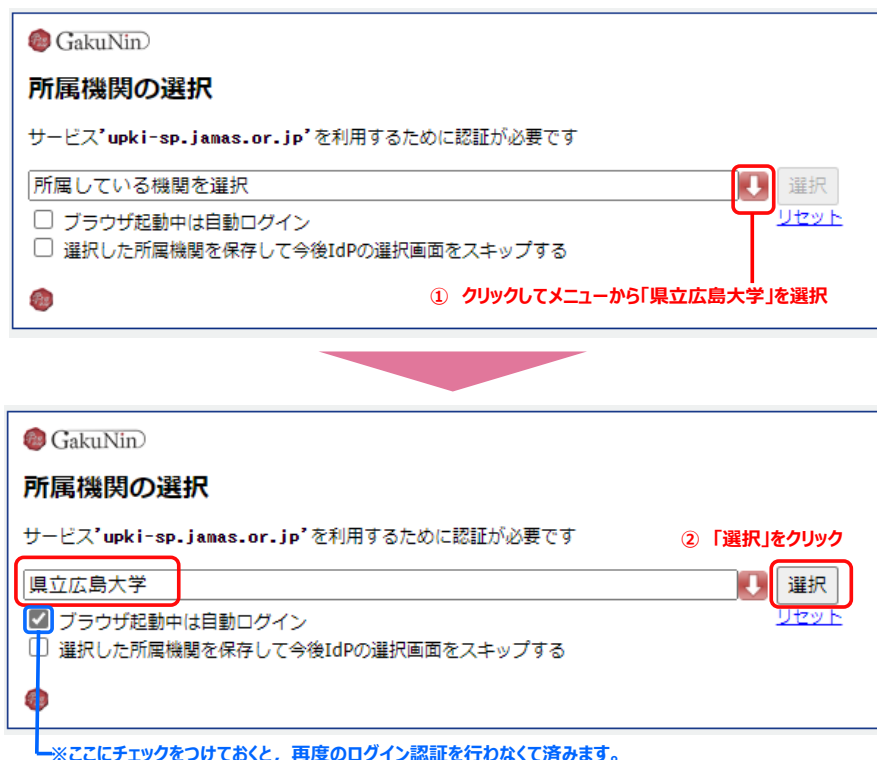 GakuNin
所属機関の選択
サービス'upki-sp.jamas.or.jp'を利用するために認証が必要です
所属している機関を選択 選択
ブラウザ起動中は自動ログイン リセット
選択した所属機関を保存して今後IdPの選択画面をスキップする
① クリックしてメニューから「県立広島大学」を選択
GakuNin
所属機関の選択
サービス'upki-sp.jamas.or.jp'を利用するために認証が必要です
② 「選択」をクリック
県立広島大学 選択
ブラウザ起動中は自動ログイン リセット
選択した所属機関を保存して今後IdPの選択画面をスキップする
※ここにチェックをつけておくと，再度のログイン認証を行わなくて済みます。